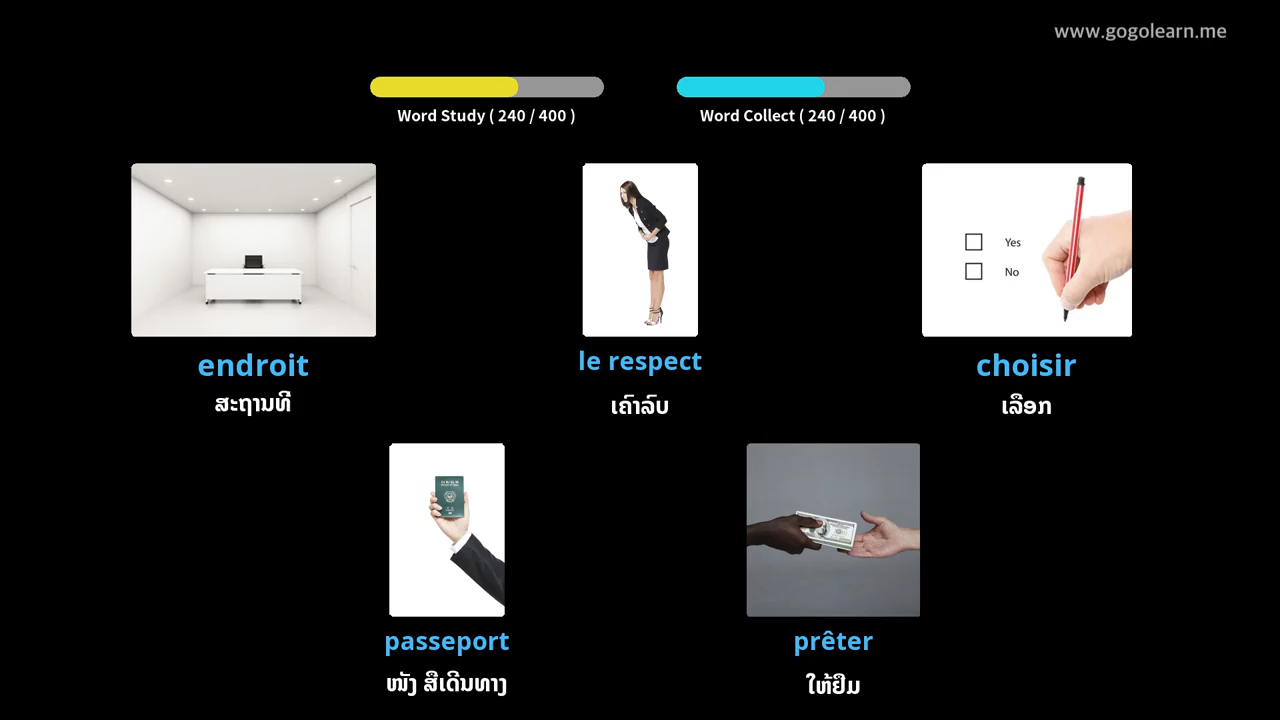 www.gogolearn.me
Word Study ( 240 / 400 )
Word Collect ( 240 / 400 )
Yes
No
endroit
le respect
choisir
ສະຖານທີ
ເຄົາລົບ
ເລືອກ
passeport
prêter
ໜັງ ສືເດີນທາງ
ໃຫ້ຢືມ